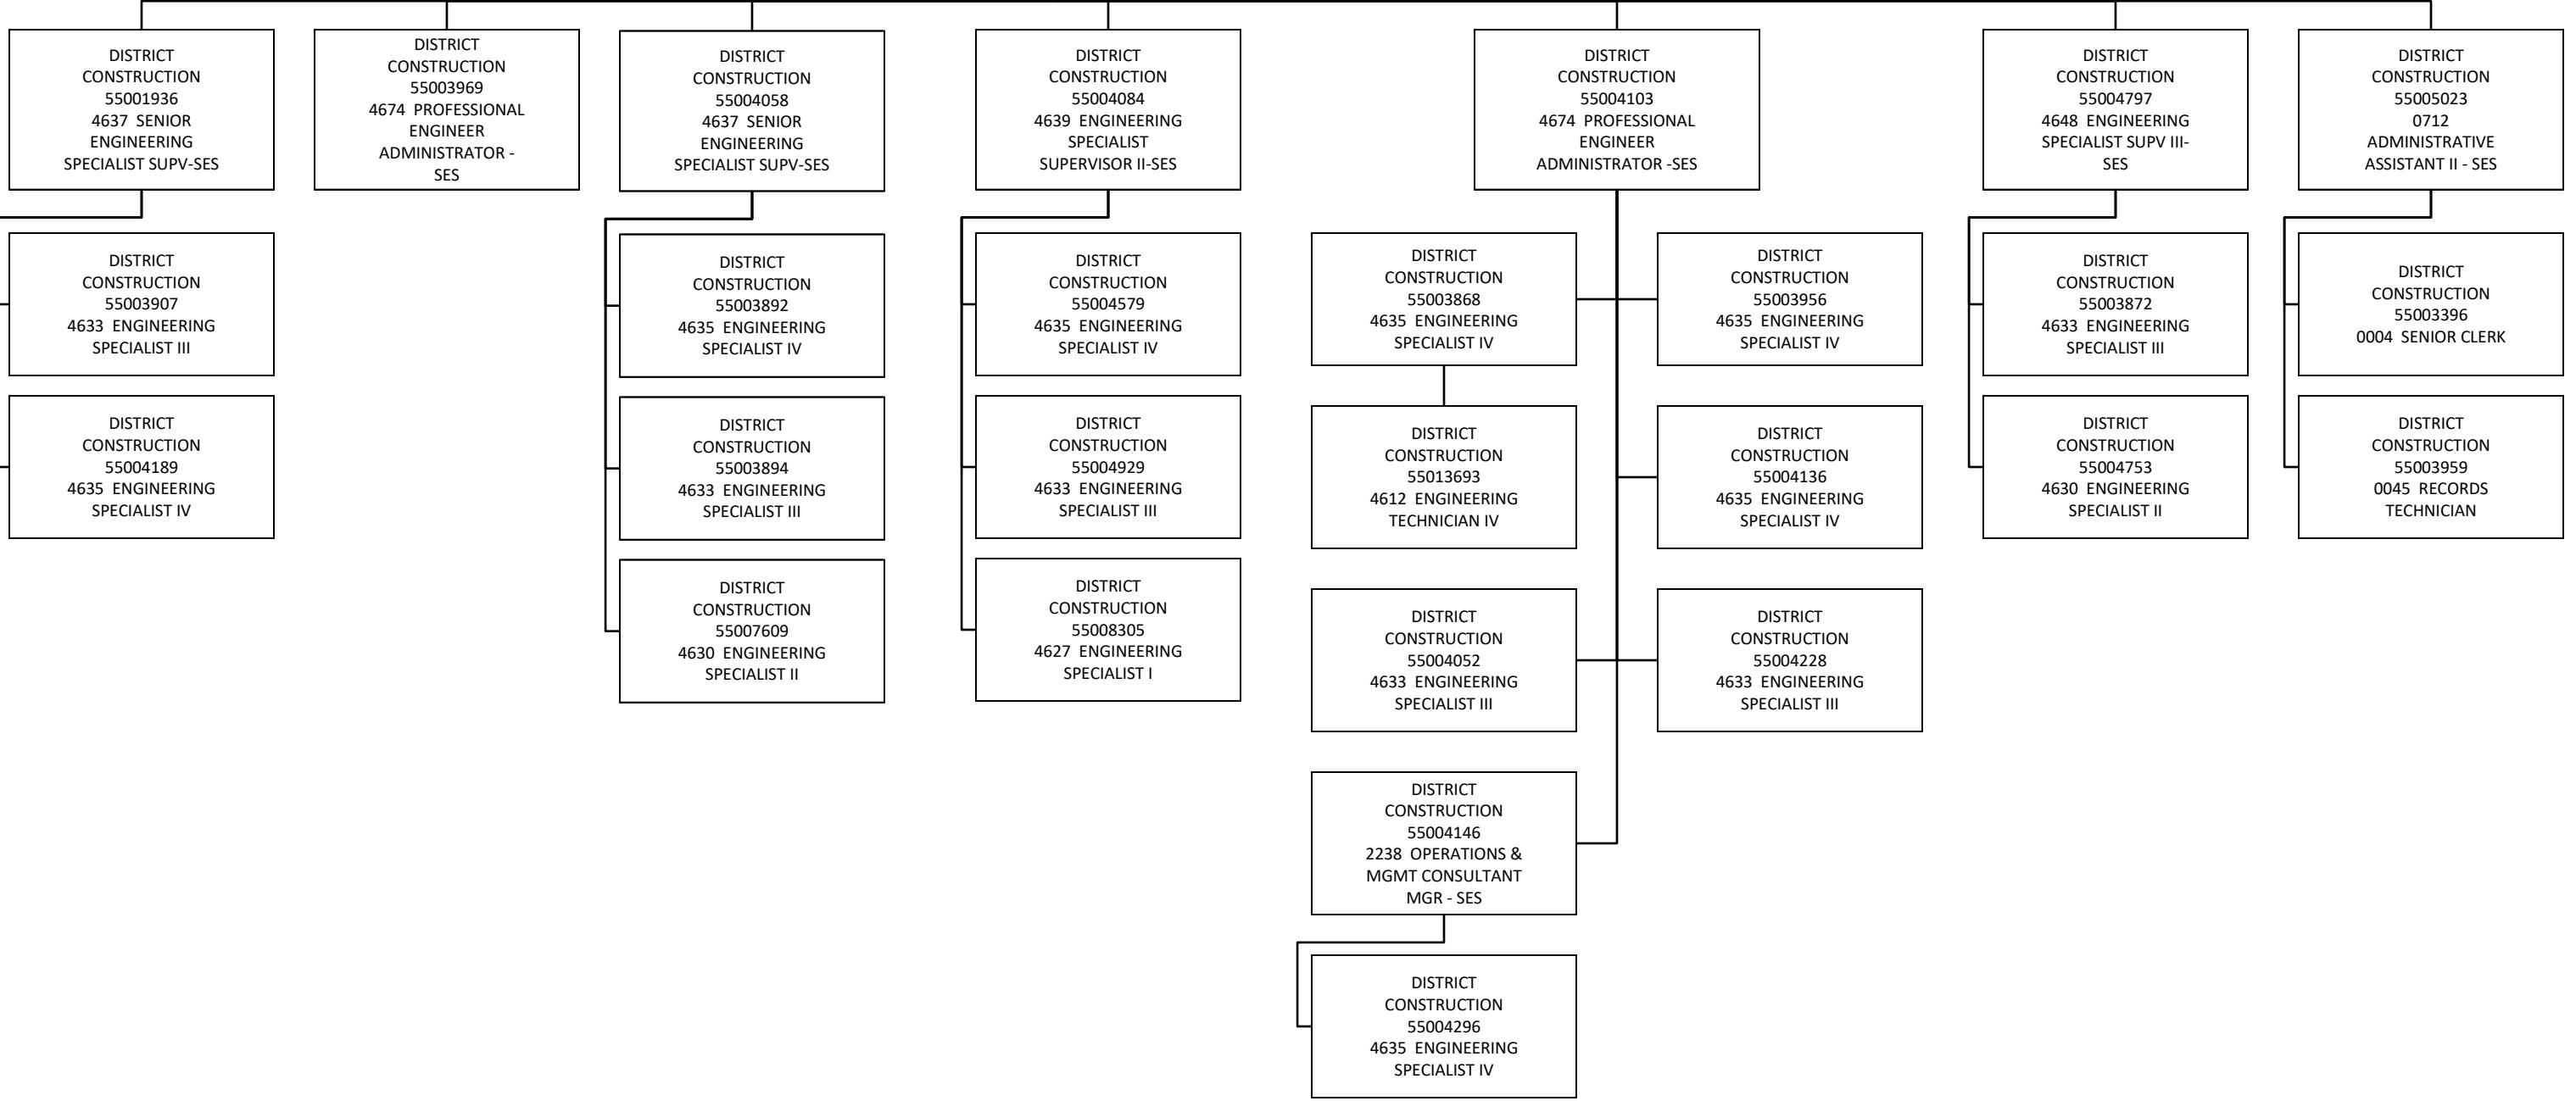 DISTRICT
CONSTRUCTION
55001936
4637 SENIOR
ENGINEERING
SPECIALIST SUPV-SES
DISTRICT
CONSTRUCTION
55003969
4674 PROFESSIONAL
ENGINEER
ADMINISTRATOR -
SES
DISTRICT
CONSTRUCTION
55004058
4637 SENIOR
ENGINEERING
SPECIALIST SUPV-SES
DISTRICT
CONSTRUCTION
55004084
4639 ENGINEERING
SPECIALIST
SUPERVISOR II-SES
DISTRICT
CONSTRUCTION
55004103
4674 PROFESSIONAL
ENGINEER
ADMINISTRATOR -SES
DISTRICT
CONSTRUCTION
55004797
4648 ENGINEERING
SPECIALIST SUPV III-
SES
DISTRICT
CONSTRUCTION
55005023
0712
ADMINISTRATIVE
ASSISTANT II - SES
DISTRICT
CONSTRUCTION
55003907
4633 ENGINEERING
SPECIALIST III
DISTRICT
CONSTRUCTION
55003892
4635 ENGINEERING
SPECIALIST IV
DISTRICT
CONSTRUCTION
55004579
4635 ENGINEERING
SPECIALIST IV
DISTRICT
CONSTRUCTION
55003868
4635 ENGINEERING
SPECIALIST IV
DISTRICT
CONSTRUCTION
55003956
4635 ENGINEERING
SPECIALIST IV
DISTRICT
CONSTRUCTION
55003872
4633 ENGINEERING
SPECIALIST III
DISTRICT
CONSTRUCTION
55003396
0004 SENIOR CLERK
DISTRICT
CONSTRUCTION
55004189
4635 ENGINEERING
SPECIALIST IV
DISTRICT
CONSTRUCTION
55003894
4633 ENGINEERING
SPECIALIST III
DISTRICT
CONSTRUCTION
55004929
4633 ENGINEERING
SPECIALIST III
DISTRICT
CONSTRUCTION
55013693
4612 ENGINEERING
TECHNICIAN IV
DISTRICT
CONSTRUCTION
55004136
4635 ENGINEERING
SPECIALIST IV
DISTRICT
CONSTRUCTION
55004753
4630 ENGINEERING
SPECIALIST II
DISTRICT
CONSTRUCTION
55003959
0045 RECORDS
TECHNICIAN
DISTRICT
CONSTRUCTION
55007609
4630 ENGINEERING
SPECIALIST II
DISTRICT
CONSTRUCTION
55008305
4627 ENGINEERING
SPECIALIST I
DISTRICT
CONSTRUCTION
55004052
4633 ENGINEERING
SPECIALIST III
DISTRICT
CONSTRUCTION
55004228
4633 ENGINEERING
SPECIALIST III
DISTRICT
CONSTRUCTION
55004146
2238 OPERATIONS &
MGMT CONSULTANT
MGR - SES
DISTRICT
CONSTRUCTION
55004296
4635 ENGINEERING
SPECIALIST IV